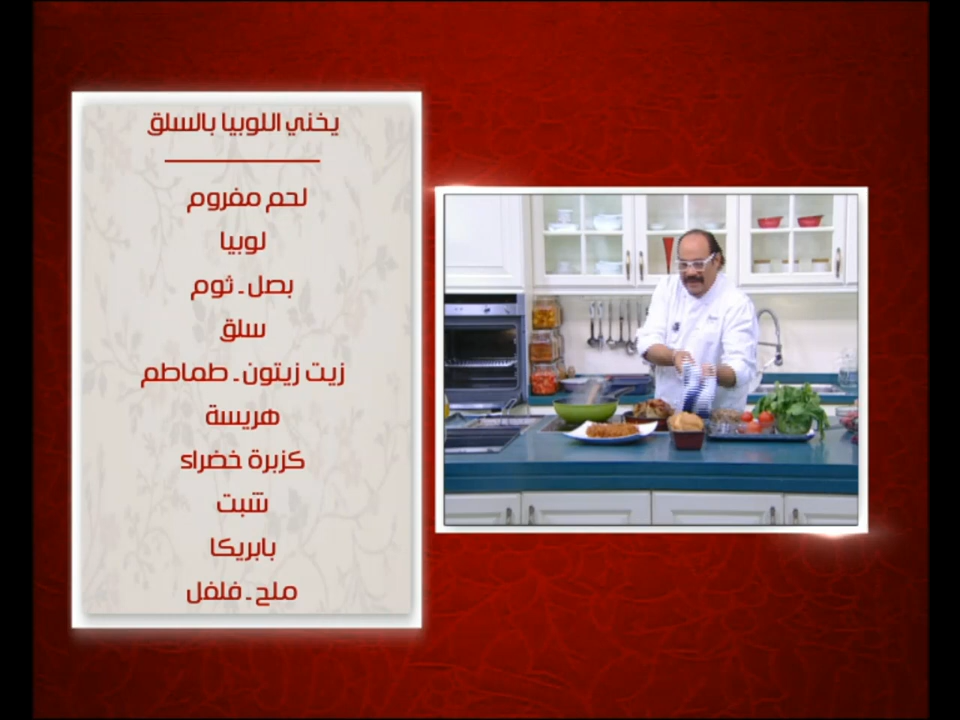 يخني اللوبيا بالسلق
لحم مفروم
لوبيا
بصل - ثوم
سلق
زيت زيتون - طماطم
هريسة
كزبرة خضراء
شبت
بابريكا
ملح - فلفل